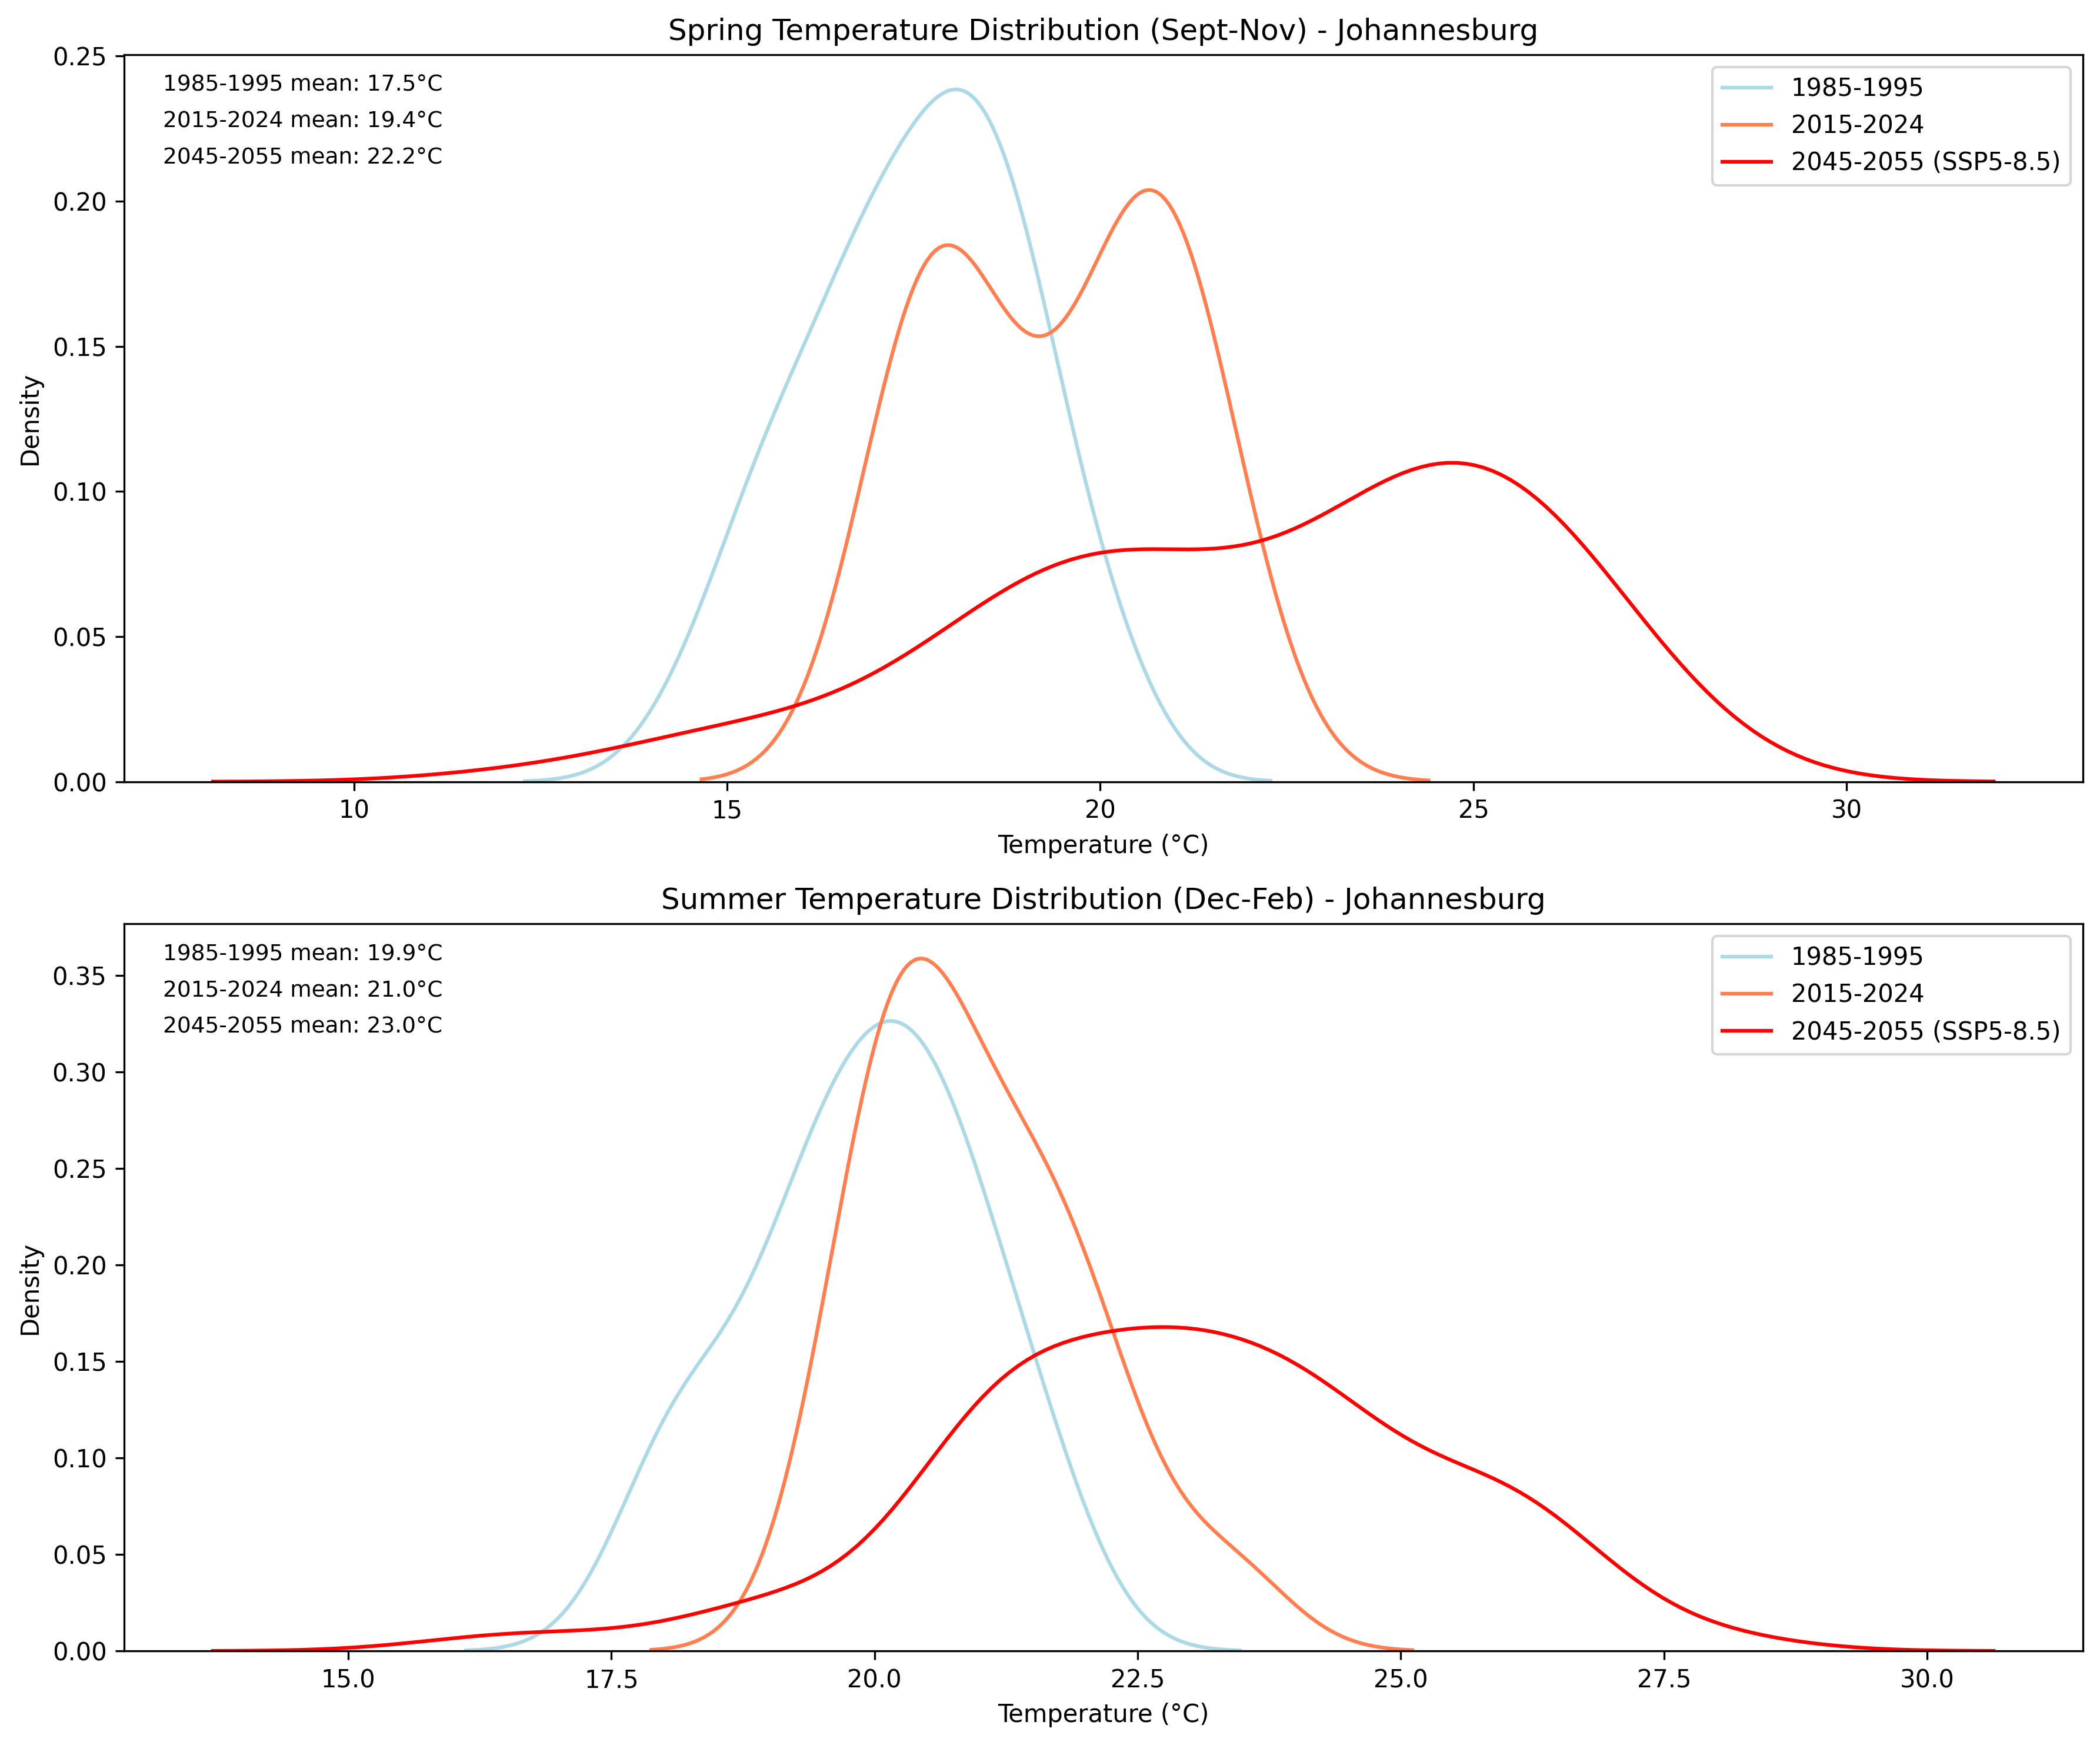 Spring Temperature Distribution (Sept-Nov) - Johannesburg
1985-1995 mean: 17.5°C
2015-2024 mean: 19.4°C
2045-2055 mean: 22.2°C
1985-1995
2015-2024
2045-2055 (SSP5-8.5)
0.25
0.20
0.15
0.10
0.05
0.00
Density
10 15 20 25 30
Temperature (°C)
Summer Temperature Distribution (Dec-Feb) - Johannesburg
1985-1995 mean: 19.9°C
2015-2024 mean: 21.0°C
2045-2055 mean: 23.0°C
1985-1995
2015-2024
2045-2055 (SSP5-8.5)
0.35
0.30
0.25
0.20
0.15
0.10
0.05
0.00
Density
15.0 17.5 20.0 22.5 25.0 27.5 30.0
Temperature (°C)